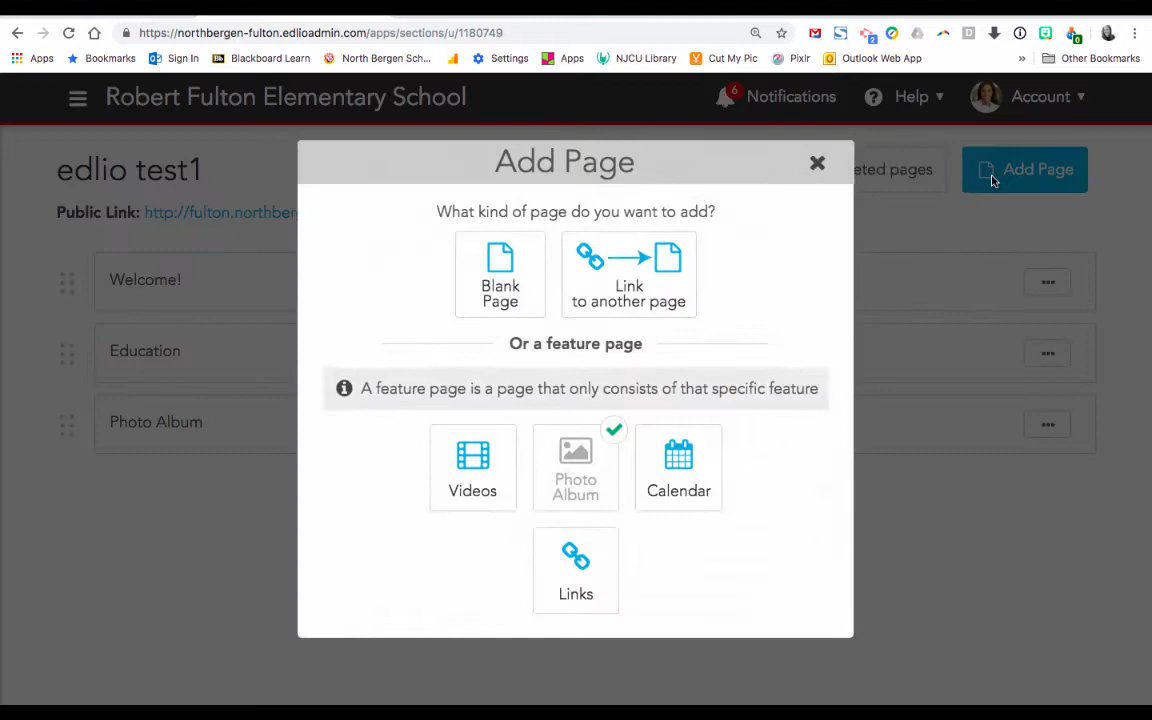 https://northbergen-fulton.edlioadmin.com/apps/sections/u/1180749
2
0
Apps
Bookmarks
Sign In
Blackboard Learn
North Bergen Sch...
Settings
Apps
NJCU Library
Cut My Pic
Pixlr
Outlook Web App
»
Other Bookmarks
Robert Fulton Elementary School
6
Notifications
Help
Account
edlio test1
eted pages
Add Page
Public Link: http://fulton.northber
Welcome!
Education
Photo Album
Add Page
What kind of page do you want to add?
Blank
Page
Link
to another page
Or a feature page
A feature page is a page that only consists of that specific feature
Videos
Photo
Album
Calendar
Links